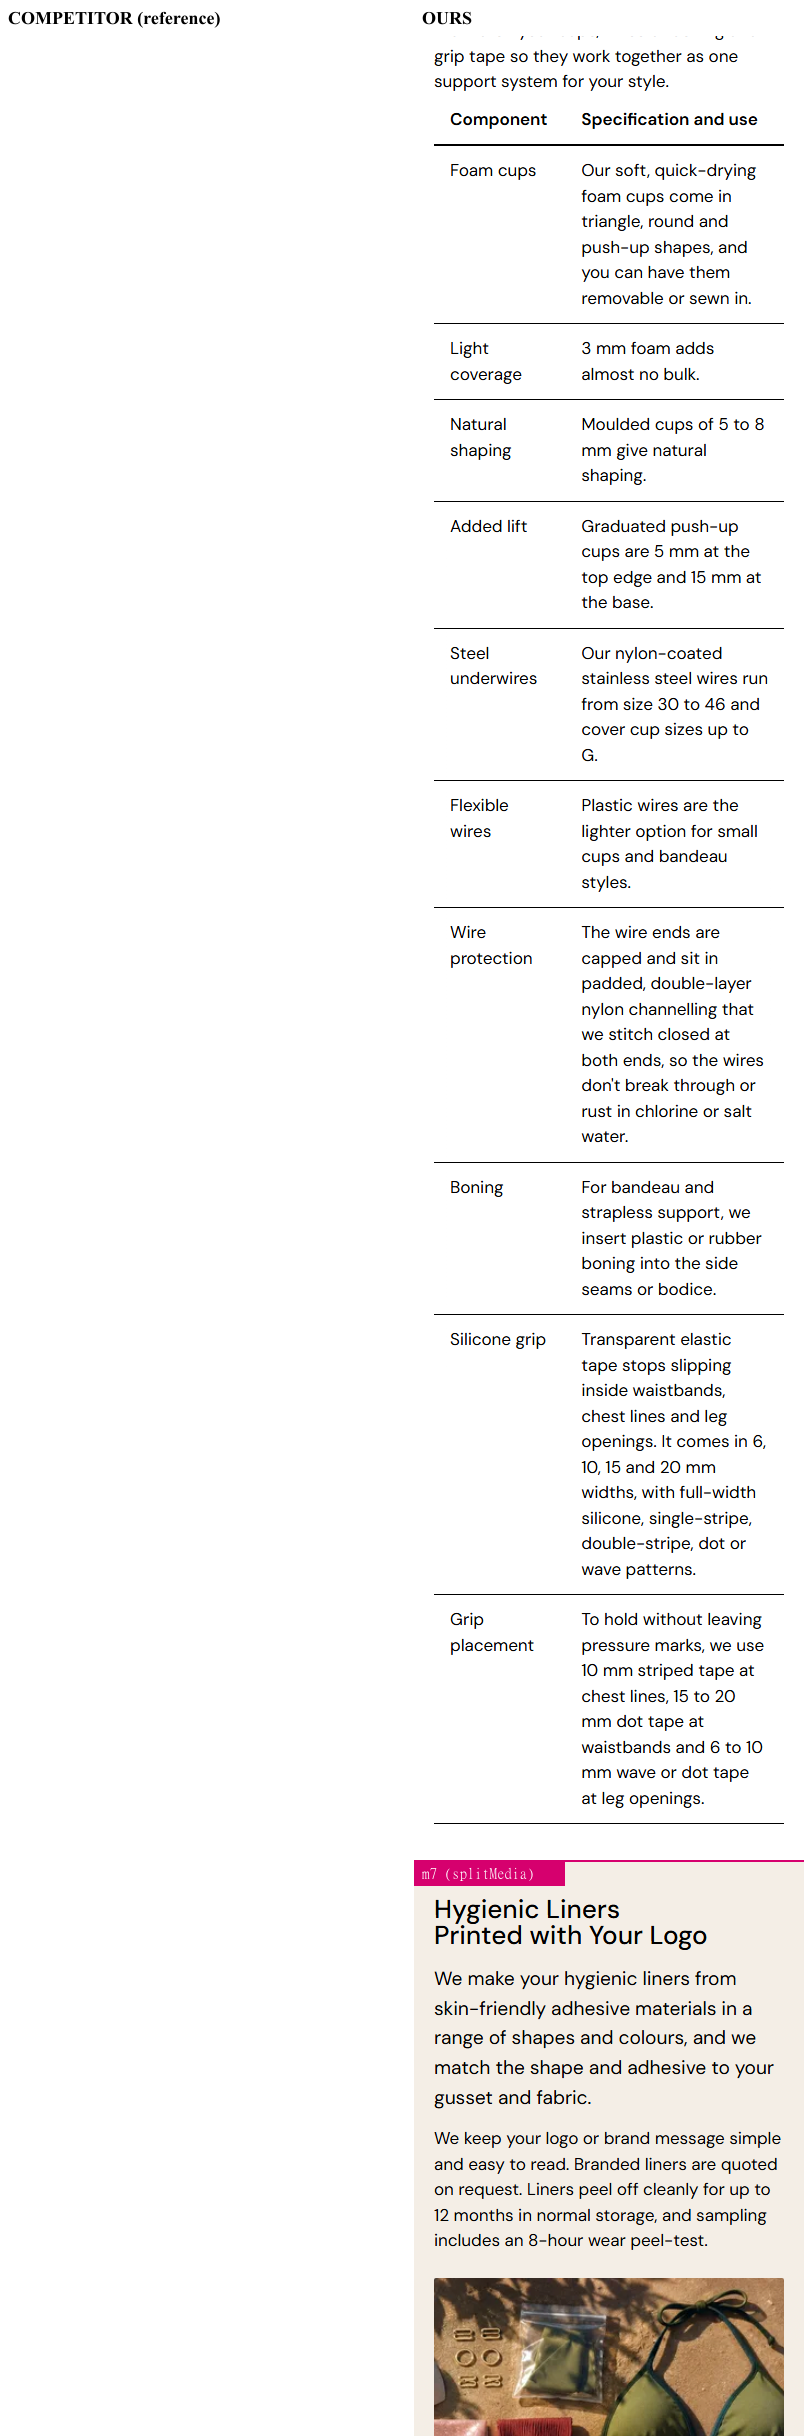 COMPETITOR (reference)
OURS
grip tape so they work together as one
support system for your style.
Component
Specification and use
Foam cups
Our soft, quick-drying
foam cups come in
triangle, round and
push-up shapes, and
you can have them
removable or sewn in.
Light
coverage
3 mm foam adds
almost no bulk.
Natural
shaping
Moulded cups of 5 to 8
mm give natural
shaping.
Added lift
Graduated push-up
cups are 5 mm at the
top edge and 15 mm at
the base.
Steel
underwires
Our nylon-coated
stainless steel wires run
from size 30 to 46 and
cover cup sizes up to
G.
Flexible
wires
Plastic wires are the
lighter option for small
cups and bandeau
styles.
Wire
protection
The wire ends are
capped and sit in
padded, double-layer
nylon channelling that
we stitch closed at
both ends, so the wires
don't break through or
rust in chlorine or salt
water.
Boning
For bandeau and
strapless support, we
insert plastic or rubber
boning into the side
seams or bodice.
Silicone grip
Transparent elastic
tape stops slipping
inside waistbands,
chest lines and leg
openings. It comes in 6,
10, 15 and 20 mm
widths, with full-width
silicone, single-stripe,
double-stripe, dot or
wave patterns.
Grip
placement
To hold without leaving
pressure marks, we use
10 mm striped tape at
chest lines, 15 to 20
mm dot tape at
waistbands and 6 to 10
mm wave or dot tape
at leg openings.
m7 (splitMedia)
Hygienic Liners
Printed with Your Logo
We make your hygienic liners from
skin-friendly adhesive materials in a
range of shapes and colours, and we
match the shape and adhesive to your
gusset and fabric.
We keep your logo or brand message simple
and easy to read. Branded liners are quoted
on request. Liners peel off cleanly for up to
12 months in normal storage, and sampling
includes an 8-hour wear peel-test.